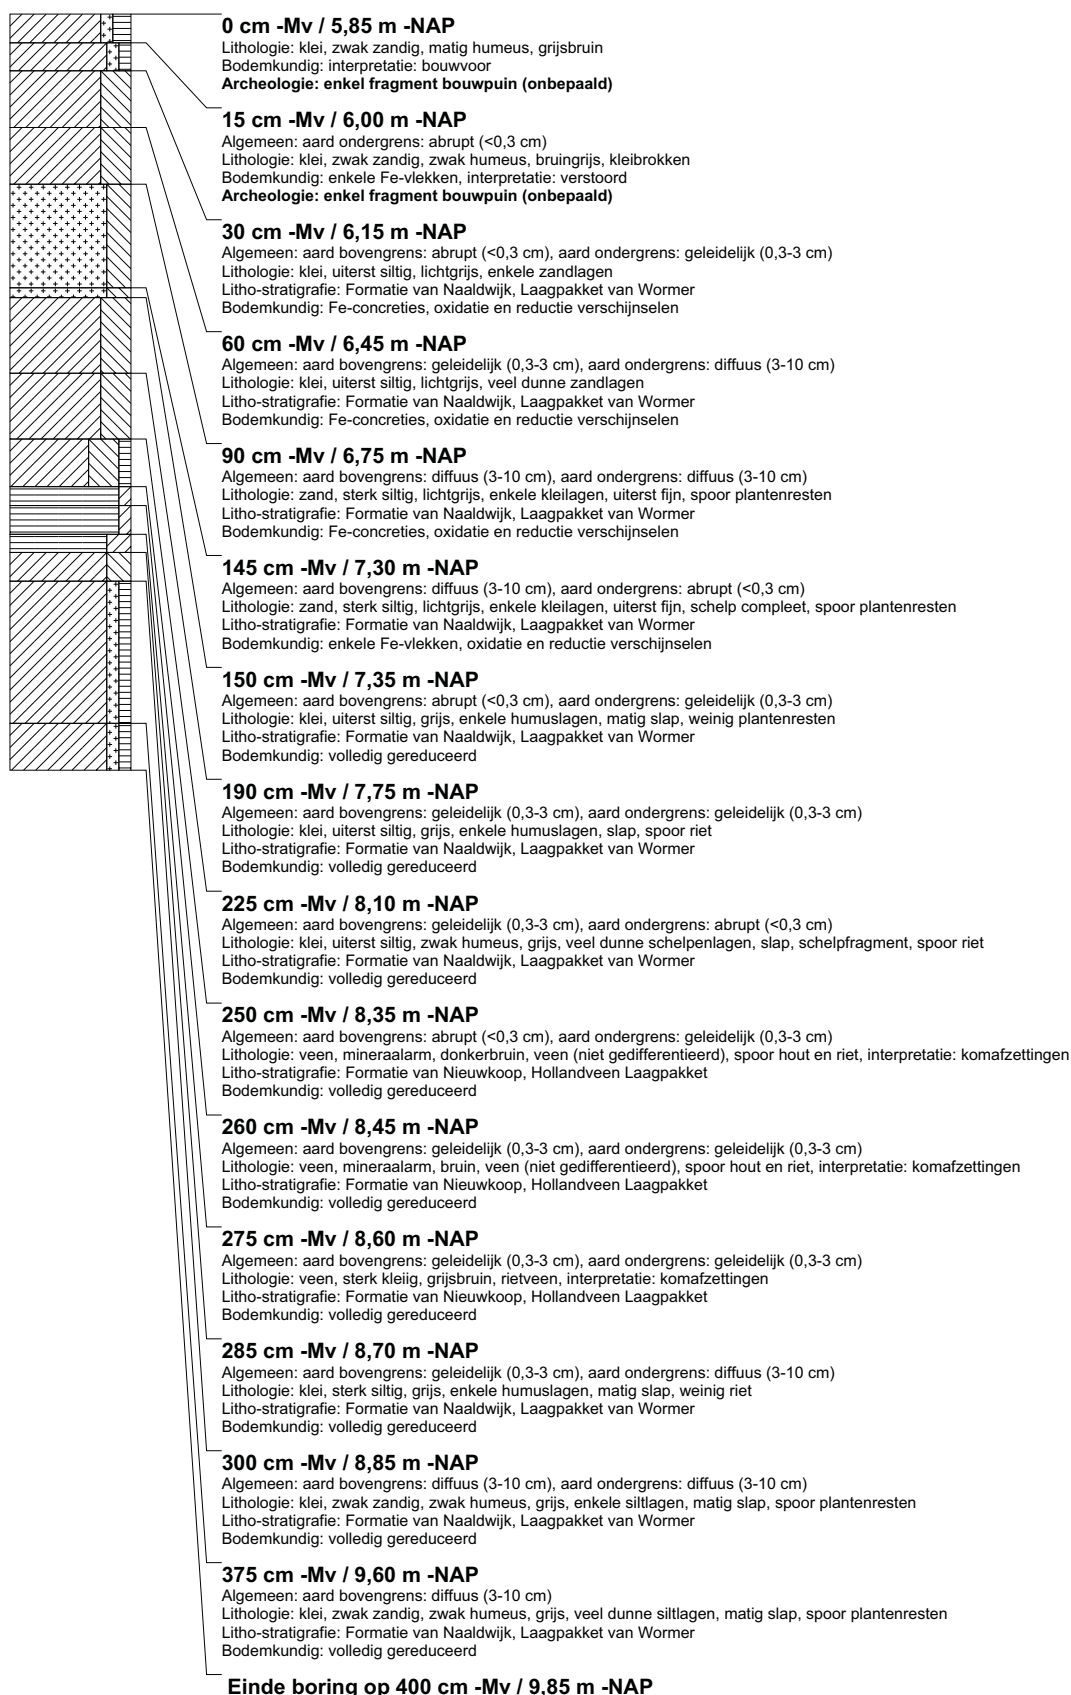 0 cm -Mv / 5,85 m -NAP
Lithologie: klei, zwak zandig, matig humeus, grijsbruin
Bodemkundig: interpretatie: bouwvoor
Archeologie: enkel fragment bouwpuin (onbepaald)
15 cm -Mv / 6,00 m -NAP
Algemeen: aard ondergrens: abrupt (<0,3 cm)
Lithologie: klei, zwak zandig, zwak humeus, bruingrijs, kleibrokken
Bodemkundig: enkele Fe-vlekken, interpretatie: verstoord
Archeologie: enkel fragment bouwpuin (onbepaald)
30 cm -Mv / 6,15 m -NAP
Algemeen: aard bovengrens: abrupt (<0,3 cm), aard ondergrens: geleidelijk (0,3-3 cm)
Lithologie: klei, uiterst siltig, lichtgrijs, enkele zandlagen
Litho-stratigrafie: Formatie van Naaldwijk, Laagpakket van Wormer
Bodemkundig: Fe-concreties, oxidatie en reductie verschijnselen
60 cm -Mv / 6,45 m -NAP
Algemeen: aard bovengrens: geleidelijk (0,3-3 cm), aard ondergrens: diffuus (3-10 cm)
Lithologie: klei, uiterst siltig, lichtgrijs, veel dunne zandlagen
Litho-stratigrafie: Formatie van Naaldwijk, Laagpakket van Wormer
Bodemkundig: Fe-concreties, oxidatie en reductie verschijnselen
90 cm -Mv / 6,75 m -NAP
Algemeen: aard bovengrens: diffuus (3-10 cm), aard ondergrens: diffuus (3-10 cm)
Lithologie: zand, sterk siltig, lichtgrijs, enkele kleilagen, uiterst fijn, spoor plantenresten
Litho-stratigrafie: Formatie van Naaldwijk, Laagpakket van Wormer
Bodemkundig: Fe-concreties, oxidatie en reductie verschijnselen
145 cm -Mv / 7,30 m -NAP
Algemeen: aard bovengrens: diffuus (3-10 cm), aard ondergrens: abrupt (<0,3 cm)
Lithologie: zand, sterk siltig, lichtgrijs, enkele kleilagen, uiterst fijn, schelp compleet, spoor plantenresten
Litho-stratigrafie: Formatie van Naaldwijk, Laagpakket van Wormer
Bodemkundig: enkele Fe-vlekken, oxidatie en reductie verschijnselen
150 cm -Mv / 7,35 m -NAP
Algemeen: aard bovengrens: abrupt (<0,3 cm), aard ondergrens: geleidelijk (0,3-3 cm)
Lithologie: klei, uiterst siltig, grijs, enkele humuslagen, matig slap, weinig plantenresten
Litho-stratigrafie: Formatie van Naaldwijk, Laagpakket van Wormer
Bodemkundig: volledig gereduceerd
190 cm -Mv / 7,75 m -NAP
Algemeen: aard bovengrens: geleidelijk (0,3-3 cm), aard ondergrens: geleidelijk (0,3-3 cm)
Lithologie: klei, uiterst siltig, grijs, enkele humuslagen, slap, spoor riet
Litho-stratigrafie: Formatie van Naaldwijk, Laagpakket van Wormer
Bodemkundig: volledig gereduceerd
225 cm -Mv / 8,10 m -NAP
Algemeen: aard bovengrens: geleidelijk (0,3-3 cm), aard ondergrens: abrupt (<0,3 cm)
Lithologie: klei, uiterst siltig, zwak humeus, grijs, veel dunne schelpenlagen, slap, schelpfragment, spoor riet
Litho-stratigrafie: Formatie van Naaldwijk, Laagpakket van Wormer
Bodemkundig: volledig gereduceerd
250 cm -Mv / 8,35 m -NAP
Algemeen: aard bovengrens: abrupt (<0,3 cm), aard ondergrens: geleidelijk (0,3-3 cm)
Lithologie: veen, mineraalarm, donkerbruin, veen (niet gedifferentieerd), spoor hout en riet, interpretatie: komafzettingen
Litho-stratigrafie: Formatie van Nieuwkoop, Hollandveen Laagpakket
Bodemkundig: volledig gereduceerd
260 cm -Mv / 8,45 m -NAP
Algemeen: aard bovengrens: geleidelijk (0,3-3 cm), aard ondergrens: geleidelijk (0,3-3 cm)
Lithologie: veen, mineraalarm, bruin, veen (niet gedifferentieerd), spoor hout en riet, interpretatie: komafzettingen
Litho-stratigrafie: Formatie van Nieuwkoop, Hollandveen Laagpakket
Bodemkundig: volledig gereduceerd
275 cm -Mv / 8,60 m -NAP
Algemeen: aard bovengrens: geleidelijk (0,3-3 cm), aard ondergrens: geleidelijk (0,3-3 cm)
Lithologie: veen, sterk kleiig, grijsbruin, rietveen, interpretatie: komafzettingen
Litho-stratigrafie: Formatie van Nieuwkoop, Hollandveen Laagpakket
Bodemkundig: volledig gereduceerd
285 cm -Mv / 8,70 m -NAP
Algemeen: aard bovengrens: geleidelijk (0,3-3 cm), aard ondergrens: diffuus (3-10 cm)
Lithologie: klei, sterk siltig, grijs, enkele humuslagen, matig slap, weinig riet
Litho-stratigrafie: Formatie van Naaldwijk, Laagpakket van Wormer
Bodemkundig: volledig gereduceerd
300 cm -Mv / 8,85 m -NAP
Algemeen: aard bovengrens: diffuus (3-10 cm), aard ondergrens: diffuus (3-10 cm)
Lithologie: klei, zwak zandig, zwak humeus, grijs, enkele siltlagen, matig slap, spoor plantenresten
Litho-stratigrafie: Formatie van Naaldwijk, Laagpakket van Wormer
Bodemkundig: volledig gereduceerd
375 cm -Mv / 9,60 m -NAP
Algemeen: aard bovengrens: diffuus (3-10 cm)
Lithologie: klei, zwak zandig, zwak humeus, grijs, veel dunne siltlagen, matig slap, spoor plantenresten
Litho-stratigrafie: Formatie van Naaldwijk, Laagpakket van Wormer
Bodemkundig: volledig gereduceerd
Einde boring op 400 cm -Mv / 9,85 m -NAP